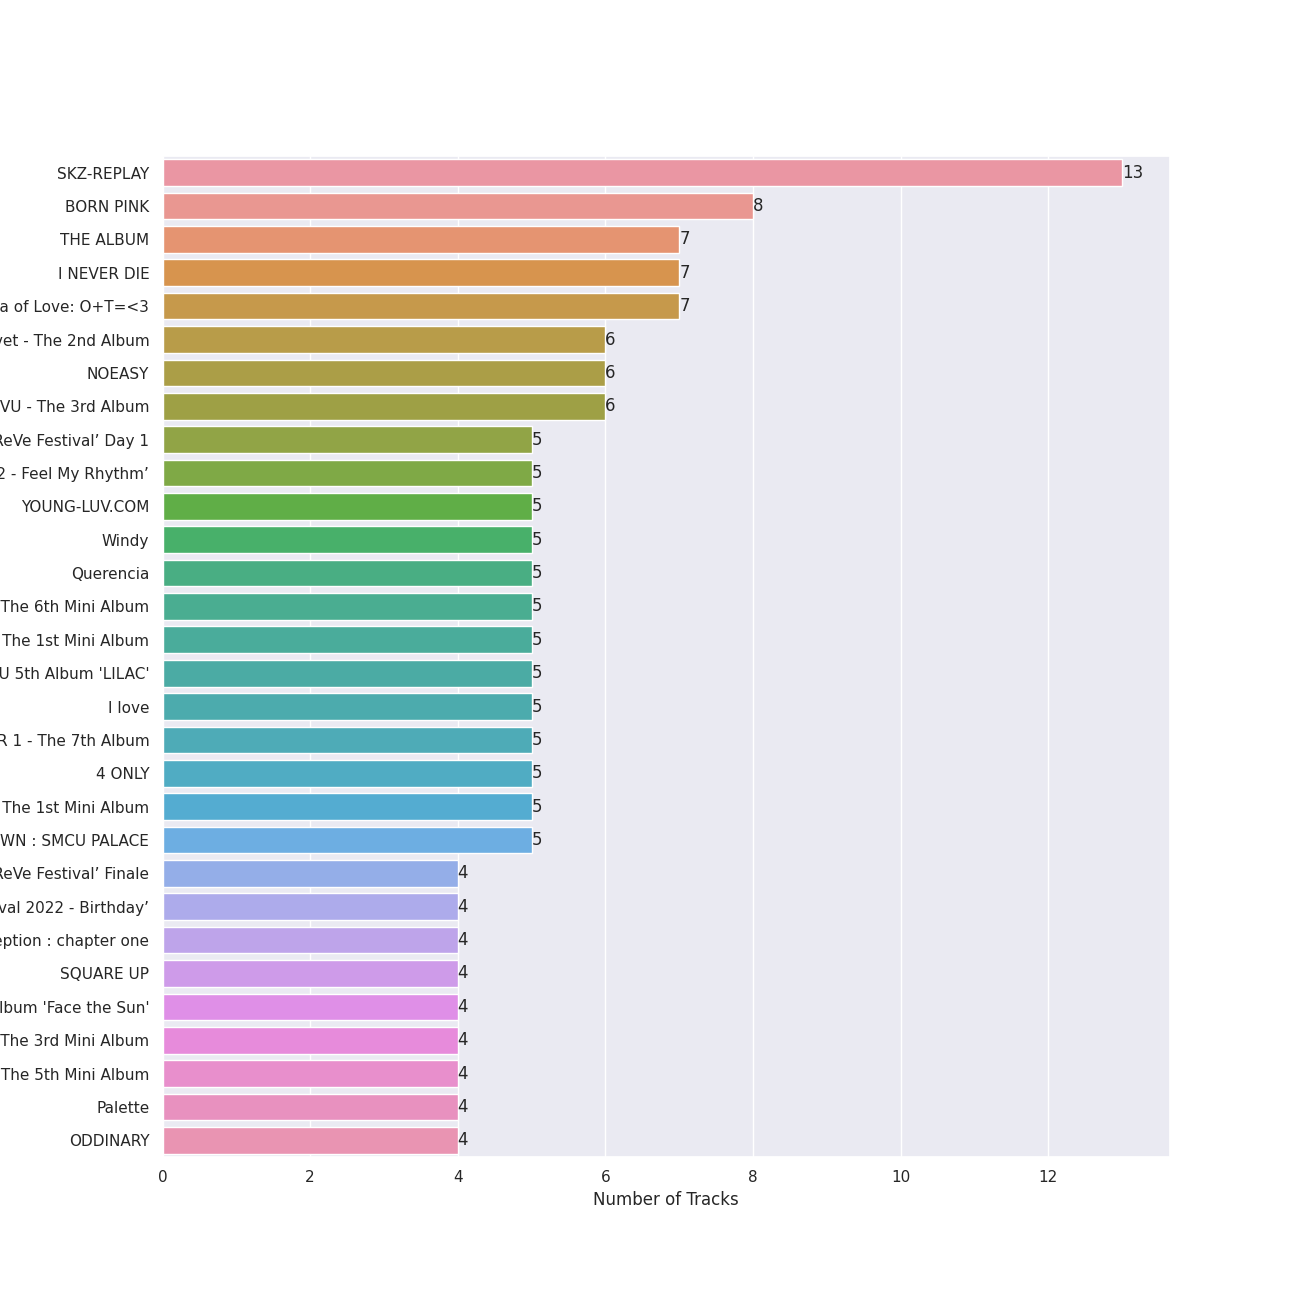 SKZ-REPLAY 13
BORN PINK 8
THE ALBUM 7
I NEVER DIE 7
a of Love: O+T=<3 7
vet - The 2nd Album 6
NOEASY 6
VU - The 3rd Album 6
ReVe Festival’ Day 1 5
2 - Feel My Rhythm’ 5
YOUNG-LUV.COM 5
Windy 5
Querencia 5
The 6th Mini Album 5
The 1st Mini Album 5
U 5th Album 'LILAC' 5
I love 5
R 1 - The 7th Album 5
4 ONLY 5
The 1st Mini Album 5
WN : SMCU PALACE 5
ReVe Festival’ Finale 4
val 2022 - Birthday’ 4
eption : chapter one 4
SQUARE UP 4
lbum 'Face the Sun' 4
The 3rd Mini Album 4
The 5th Mini Album 4
Palette 4
ODDINARY 4
0 2 4 6 8 10 12
Number of Tracks